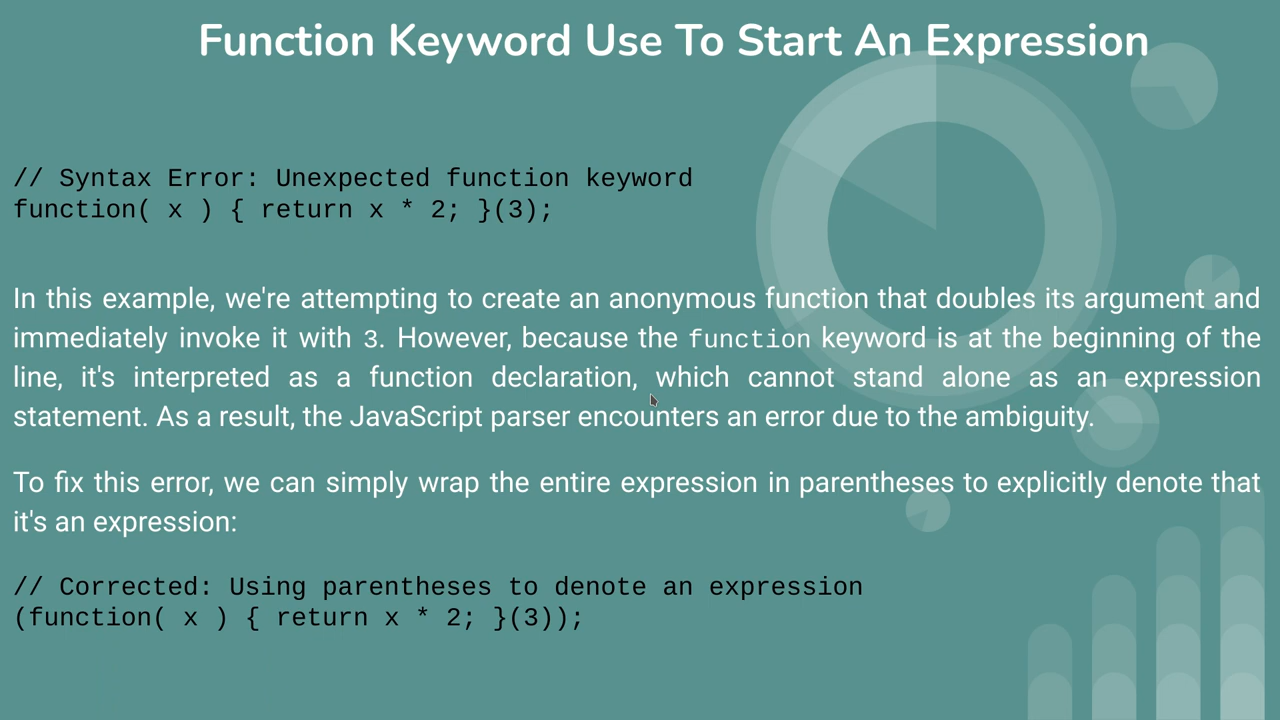 Function Keyword Use To Start An Expression
// Syntax Error: Unexpected function keyword
function( x ) { return x * 2; }(3);
In this example, we're attempting to create an anonymous function that doubles its argument and
immediately invoke it with 3. However, because the function keyword is at the beginning of the
line, it's interpreted as a function declaration, which cannot stand alone as an expression
statement. As a result, the JavaScript parser encounters an error due to the ambiguity.
To fix this error, we can simply wrap the entire expression in parentheses to explicitly denote that
it's an expression:
// Corrected: Using parentheses to denote an expression
(function( x ) { return x * 2; }(3));